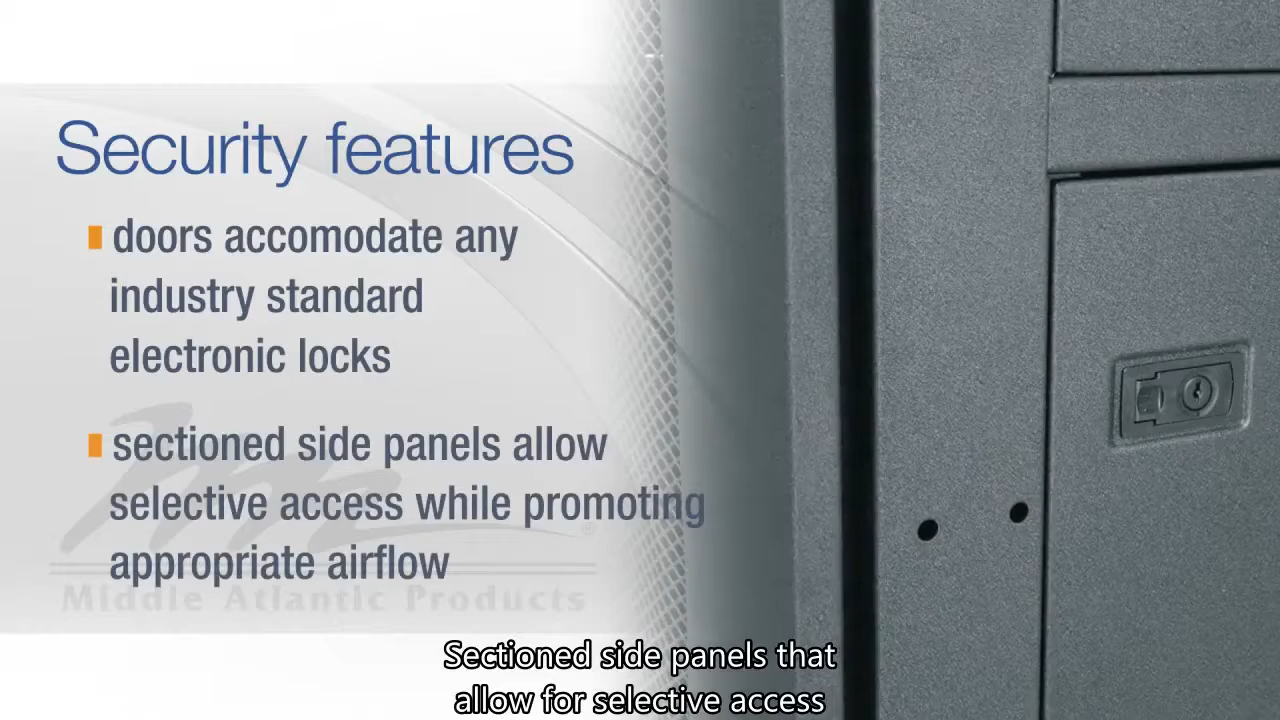 Security features
doors accomodate any
industry standard
electronic locks
sectioned side panels allow
selective access while promoting
appropriate airflow
®
Middle Atlantic Products
Sectioned side panels that
allow for selective access